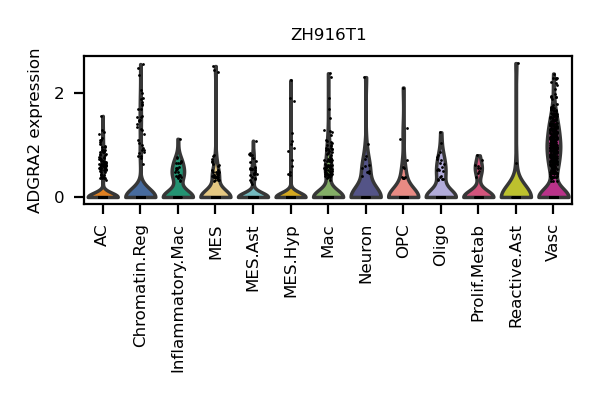 ZH916T1
ADGRA2 expression
2
0
AC
Chromatin.Reg
Inflammatory.Mac
MES
MES.Ast
MES.Hyp
Mac
Neuron
OPC
Oligo
Prolif.Metab
Reactive.Ast
Vasc